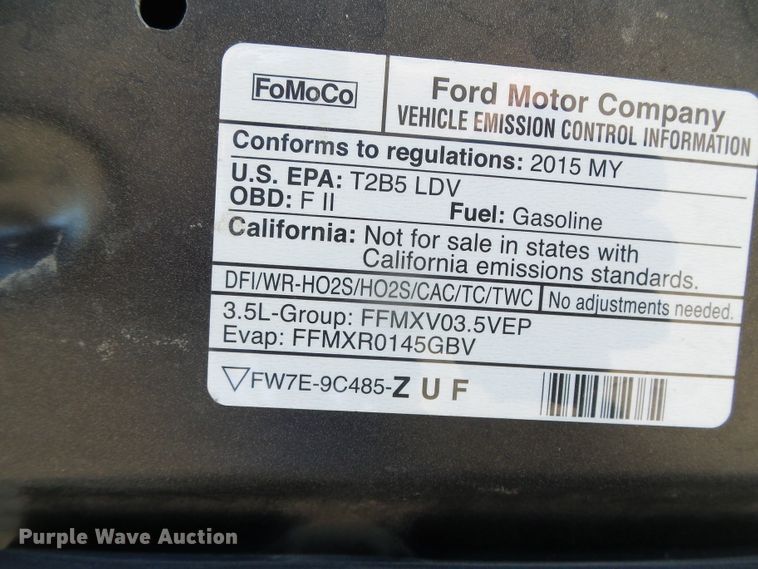 FoMoCo
Ford Motor Company
VEHICLE EMISSION CONTROL INFORMATION
Conforms to regulations: 2015 MY
U.S. EPA: T2B5 LDV
OBD: F II Fuel: Gasoline
California: Not for sale in states with
California emissions standards.
DFI/WR-HO2S/HO2S/CAC/TC/TWC No adjustments needed.
3.5L-Group: FFMXV03.5VEP
Evap: FFMXR0145GBV
FW7E-9C485-Z U F
Purple Wave Auction